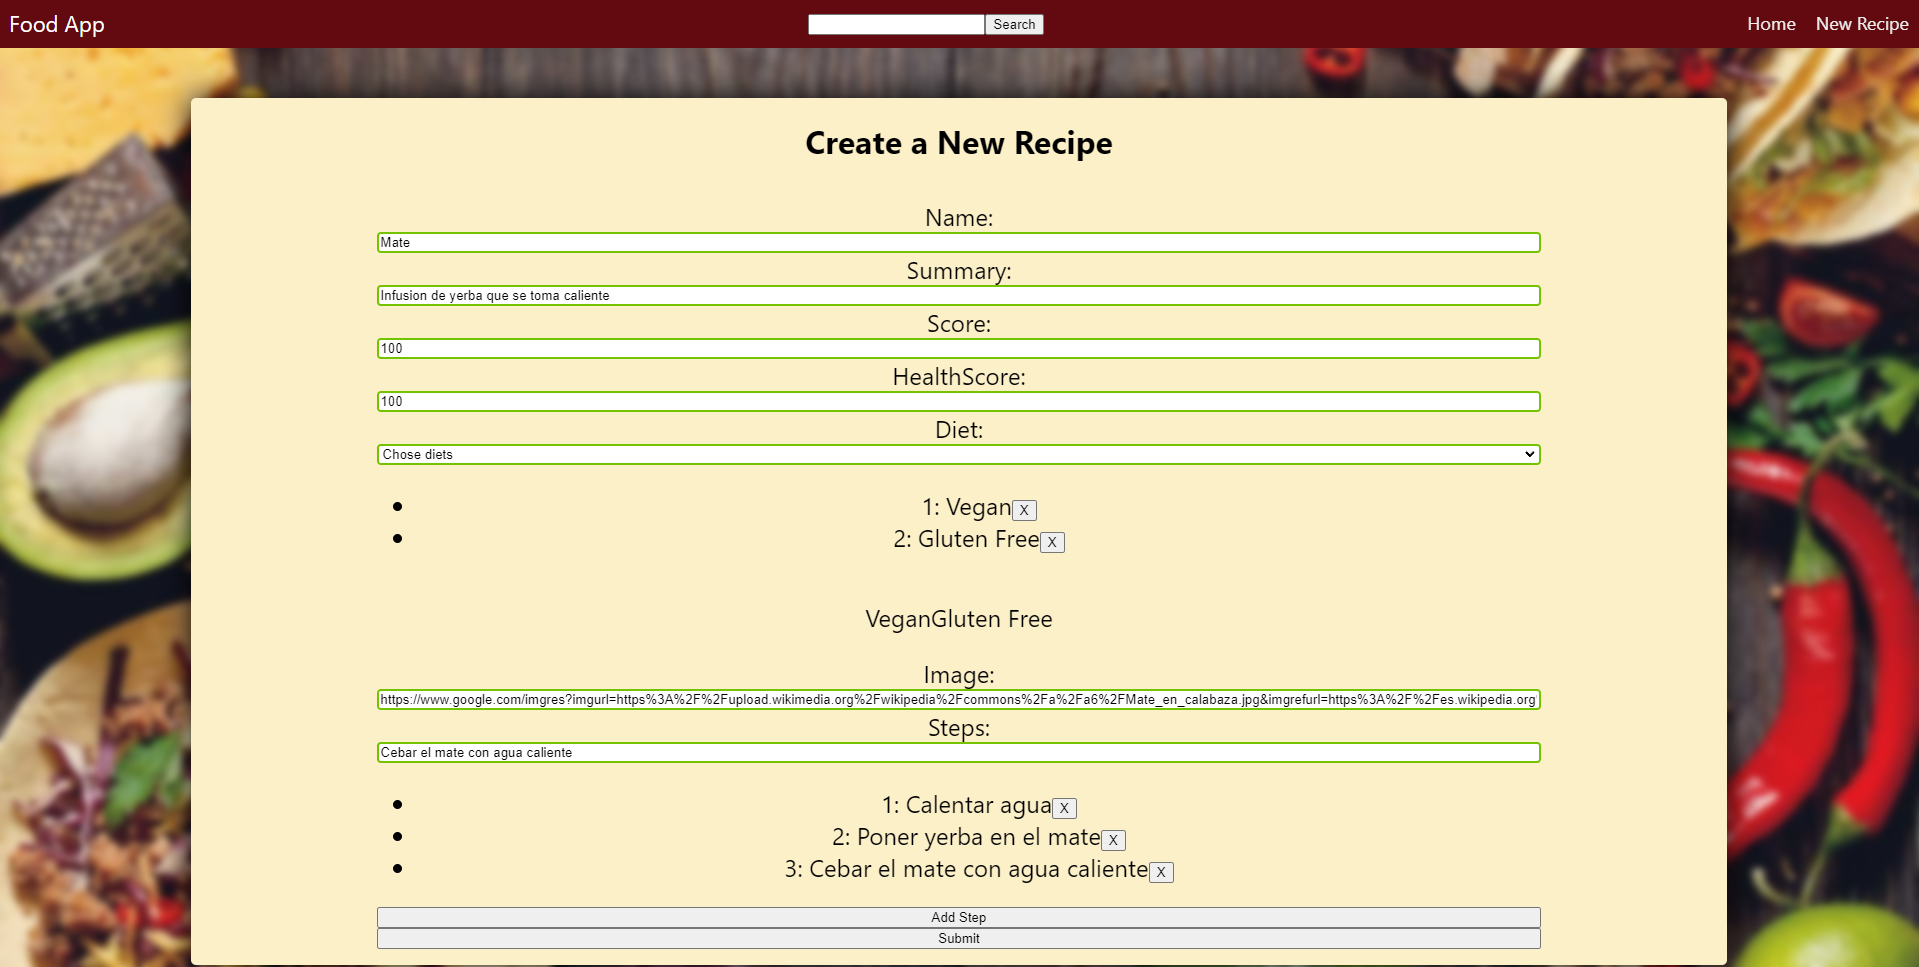 Food App
Search
Home
New Recipe
Create a New Recipe
Name:
Mate
Summary:
Infusion de yerba que se toma caliente
Score:
100
HealthScore:
100
Diet:
Chose diets
1: Vegan X
2: Gluten Free X
VeganGluten Free
Image:
https://www.google.com/imgres?imgurl=https%3A%2F%2Fupload.wikimedia.org%2Fwikipedia%2Fcommons%2Fa%2Fa6%2FMate_en_calabaza.jpg&imgrefurl=https%3A%2F%2Fes.wikipedia.org
Steps:
Cebar el mate con agua caliente
1: Calentar agua X
2: Poner yerba en el mate X
3: Cebar el mate con agua caliente X
Add Step
Submit